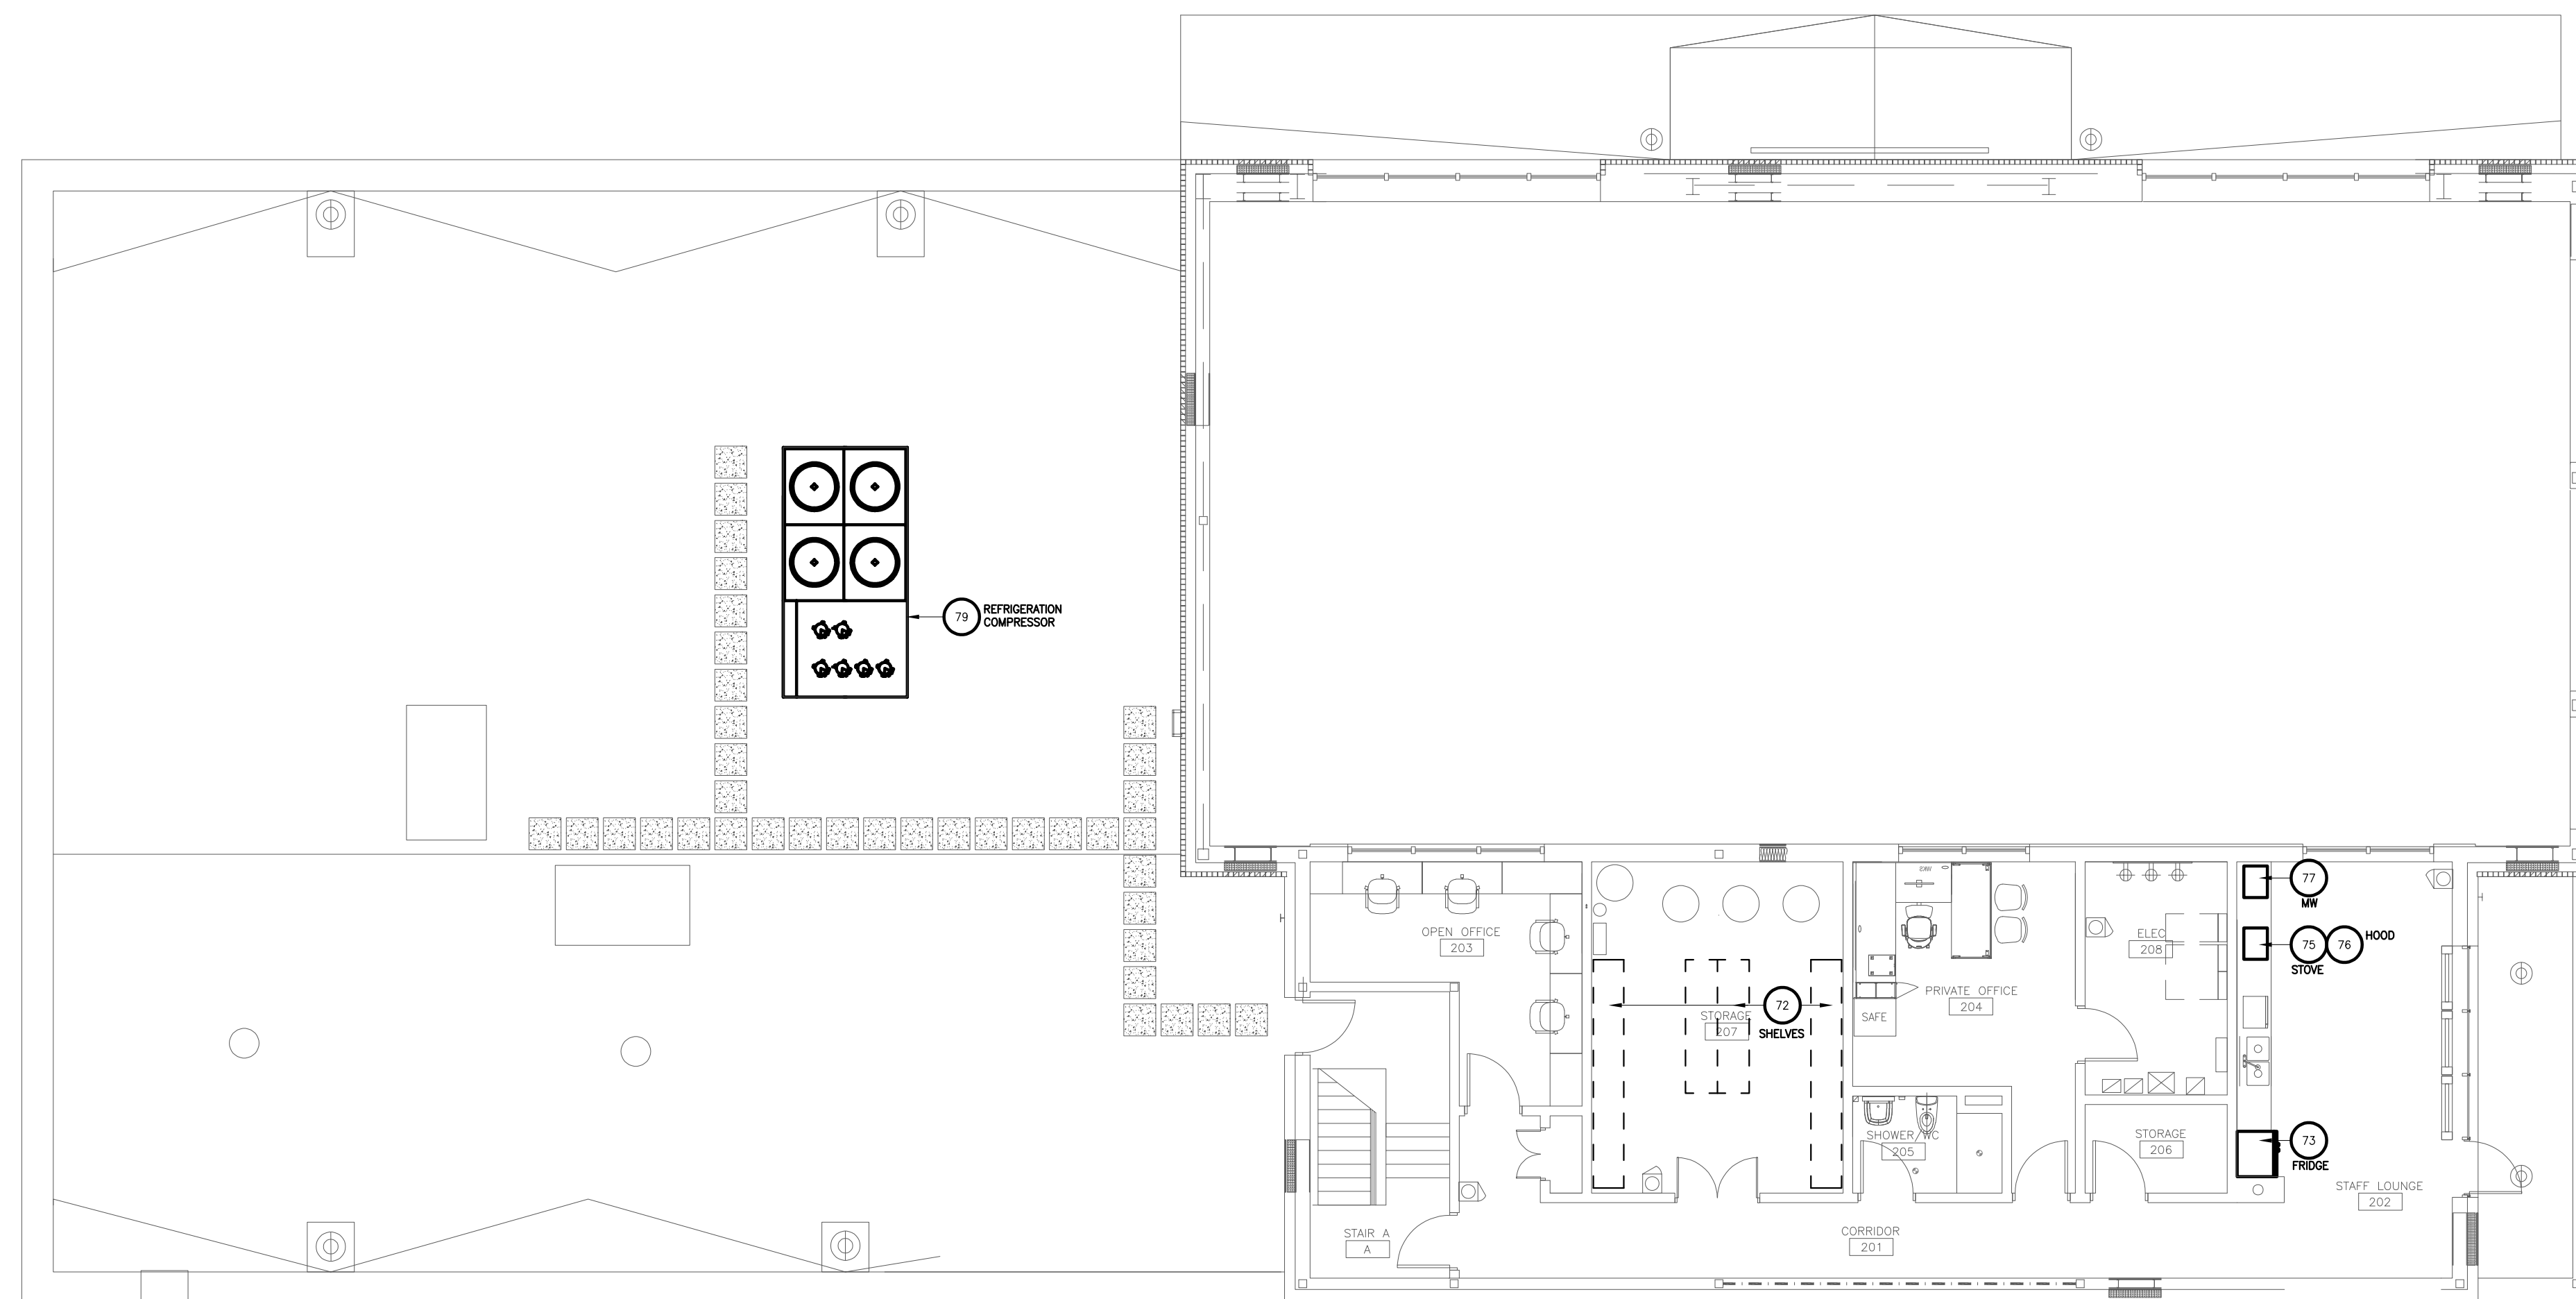 79
REFRIGERATION
COMPRESSOR
77
MW
75
76
HOOD
STOVE
OPEN OFFICE
203
ELEC
208
72
STORAGE
207
SHELVES
PRIVATE OFFICE
204
SAFE
SHOWER/WC
205
STORAGE
206
73
FRIDGE
STAFF LOUNGE
202
STAIR A
A
CORRIDOR
201